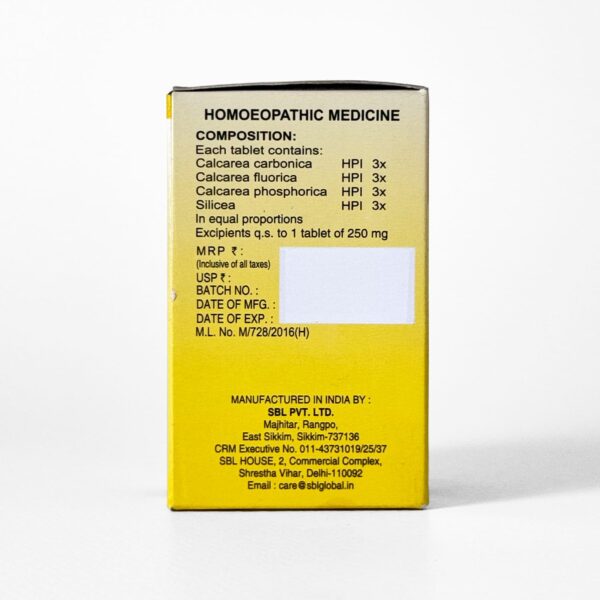 HOMOEOPATHIC MEDICINE
COMPOSITION:
Each tablet contains:
Calcarea carbonica HPI 3x
Calcarea fluorica HPI 3x
Calcarea phosphorica HPI 3x
Silicea HPI 3x
In equal proportions
Excipients q.s. to 1 tablet of 250 mg
MRP ₹ :
(Inclusive of all taxes)
USP ₹ :
BATCH NO. :
DATE OF MFG. :
DATE OF EXP. :
M.L. No. M/728/2016(H)
MANUFACTURED IN INDIA BY :
SBL PVT. LTD.
Majhitar, Rangpo,
East Sikkim, Sikkim-737136
CRM Executive No. 011-43731019/25/37
SBL HOUSE, 2, Commercial Complex,
Shrestha Vihar, Delhi-110092
Email : care@sblglobal.in